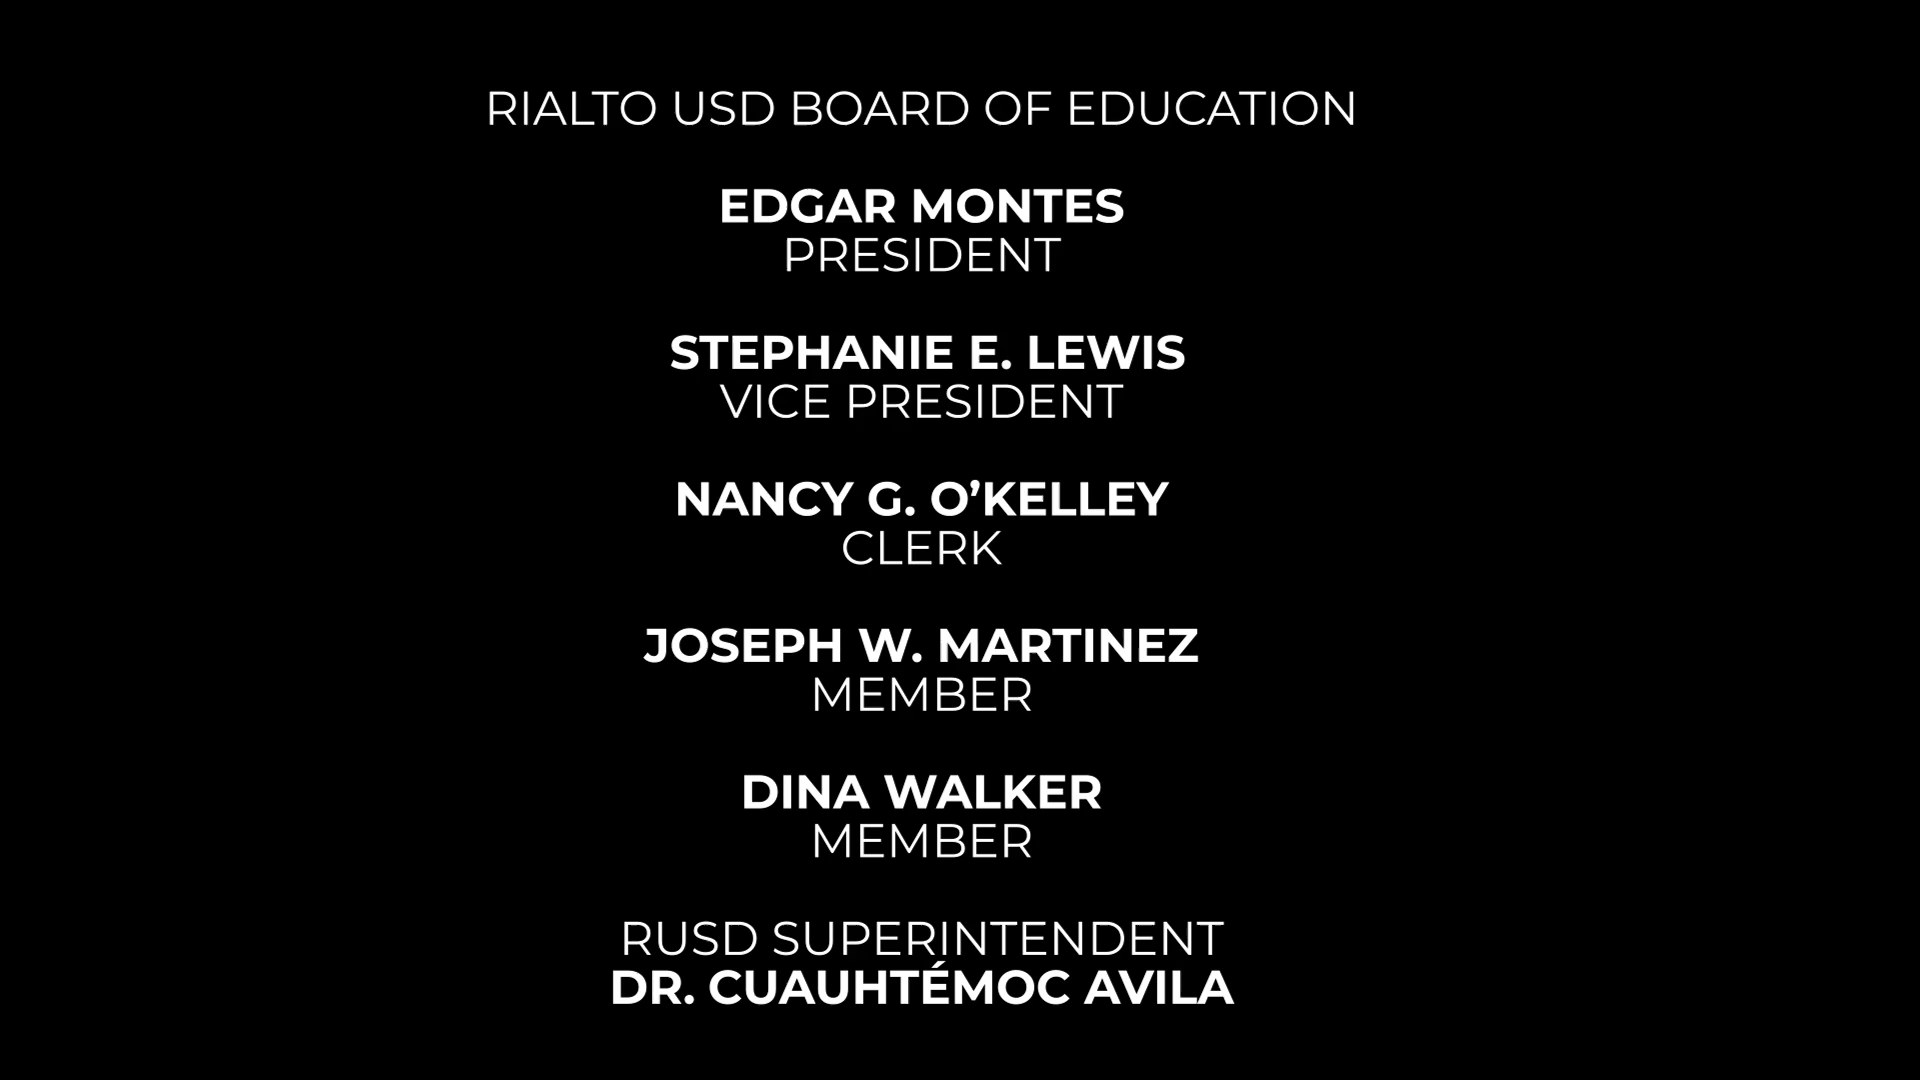 RIALTO USD BOARD OF EDUCATION
EDGAR MONTES
PRESIDENT
STEPHANIE E. LEWIS
VICE PRESIDENT
NANCY G. O’KELLEY
CLERK
JOSEPH W. MARTINEZ
MEMBER
DINA WALKER
MEMBER
RUSD SUPERINTENDENT
DR. CUAUHTÉMOC AVILA